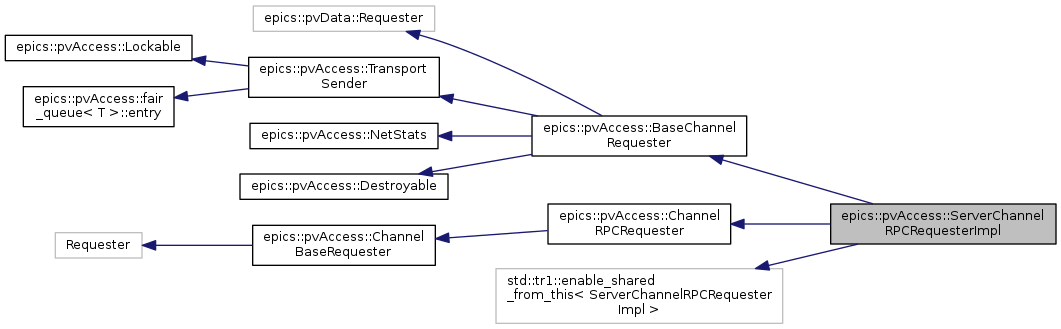 epics::pvData::Requester
epics::pvAccess::Lockable
epics::pvAccess::Transport
Sender
epics::pvAccess::fair
_queue< T >::entry
epics::pvAccess::NetStats
epics::pvAccess::BaseChannel
Requester
epics::pvAccess::Destroyable
epics::pvAccess::ServerChannel
RPCRequesterImpl
epics::pvAccess::Channel
RPCRequester
Requester
epics::pvAccess::Channel
BaseRequester
std::tr1::enable_shared
_from_this< ServerChannelRPCRequester
Impl >